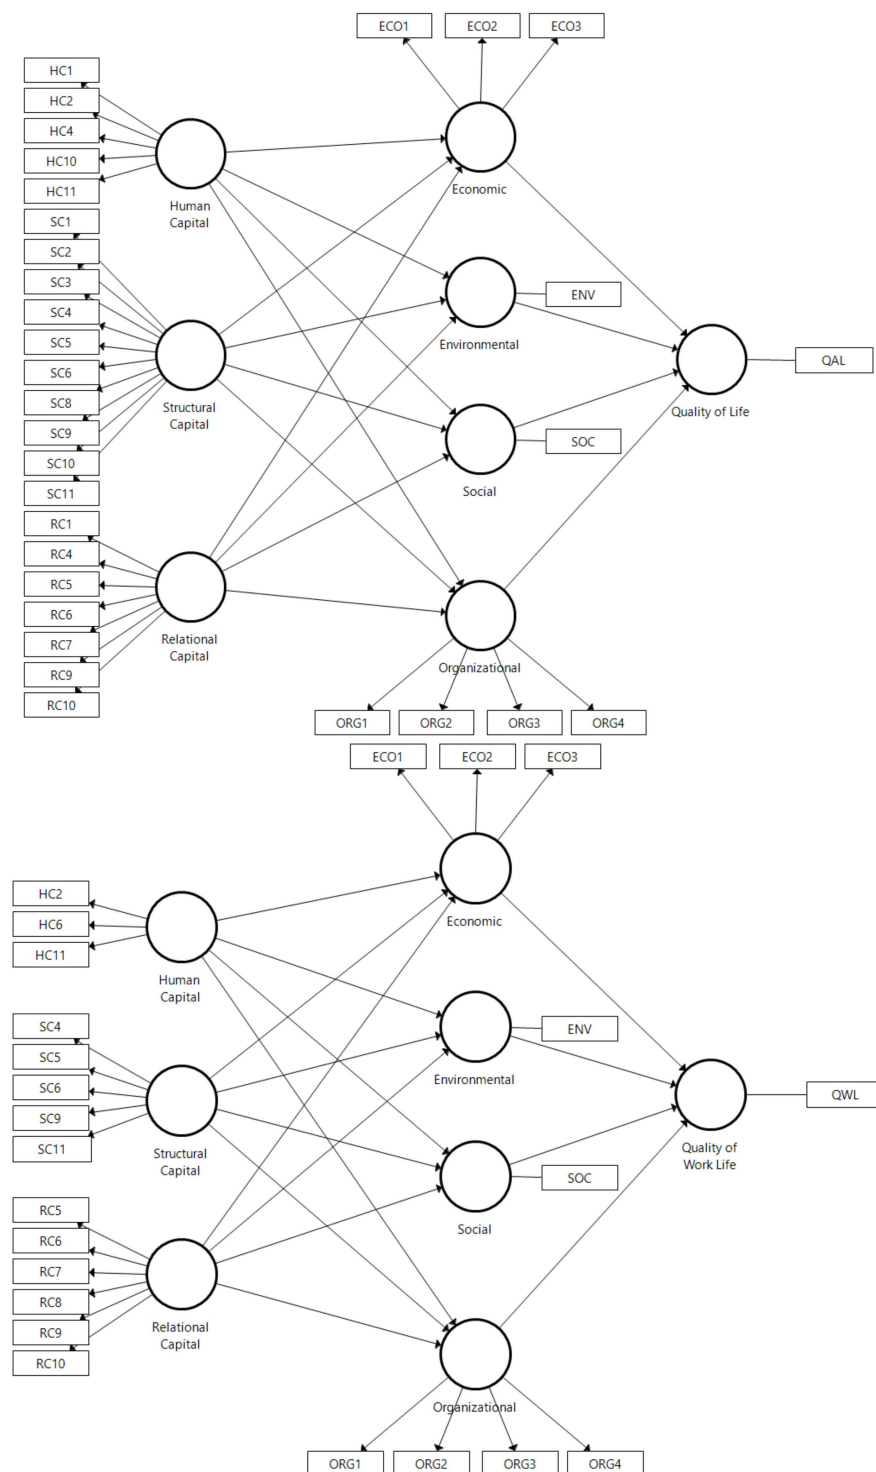 ECO1
ECO2
ECO3
HC1
HC2
HC4
HC10
HC11
SC1
SC2
SC3
SC4
SC5
SC6
SC8
SC9
SC10
SC11
RC1
RC4
RC5
RC6
RC7
RC9
RC10
Human
Capital
Structural
Capital
Relational
Capital
Economic
ENV
Environmental
SOC
Social
Organizational
ORG1
ORG2
ORG3
ORG4
Quality of Life
QAL
ECO1
ECO2
ECO3
HC2
HC6
HC11
SC4
SC5
SC6
SC9
SC11
RC5
RC6
RC7
RC8
RC9
RC10
Human
Capital
Structural
Capital
Relational
Capital
Economic
ENV
Environmental
SOC
Social
Organizational
ORG1
ORG2
ORG3
ORG4
Quality of
Work Life
QWL